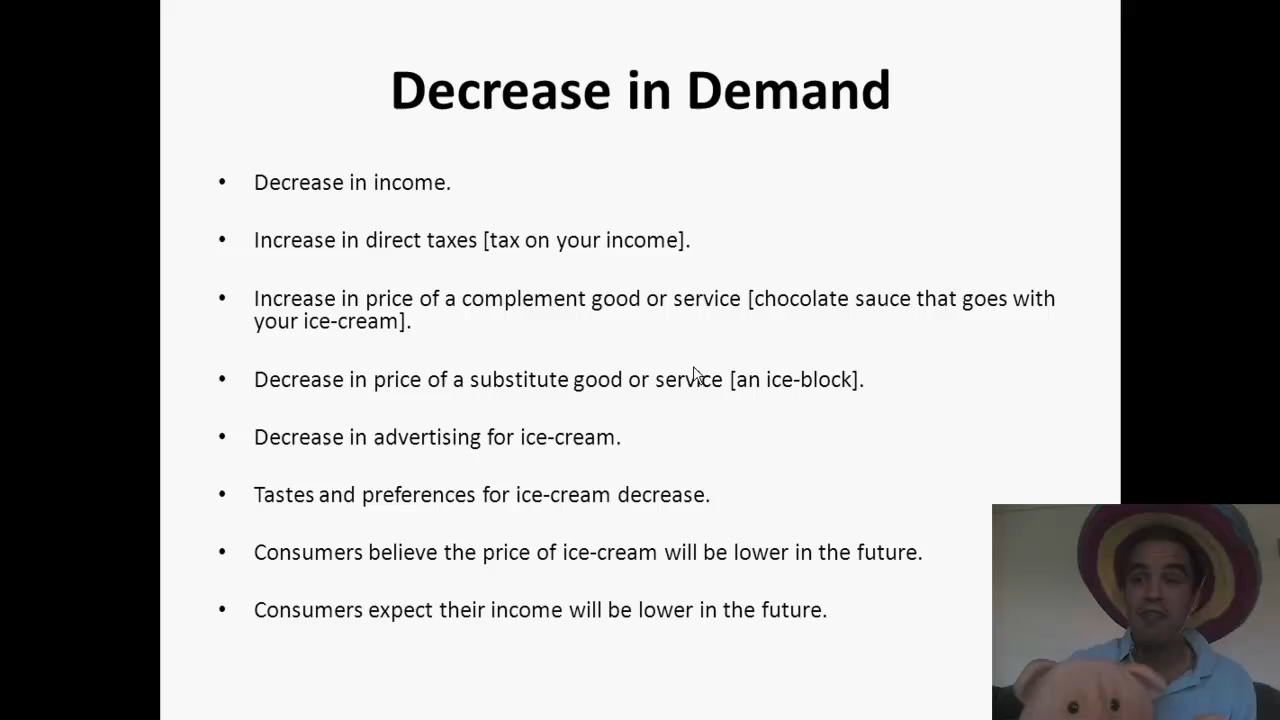 Decrease in Demand
• Decrease in income.
• Increase in direct taxes [tax on your income].
• Increase in price of a complement good or service [chocolate sauce that goes with
your ice-cream].
• Decrease in price of a substitute good or service [an ice-block].
• Decrease in advertising for ice-cream.
• Tastes and preferences for ice-cream decrease.
• Consumers believe the price of ice-cream will be lower in the future.
• Consumers expect their income will be lower in the future.